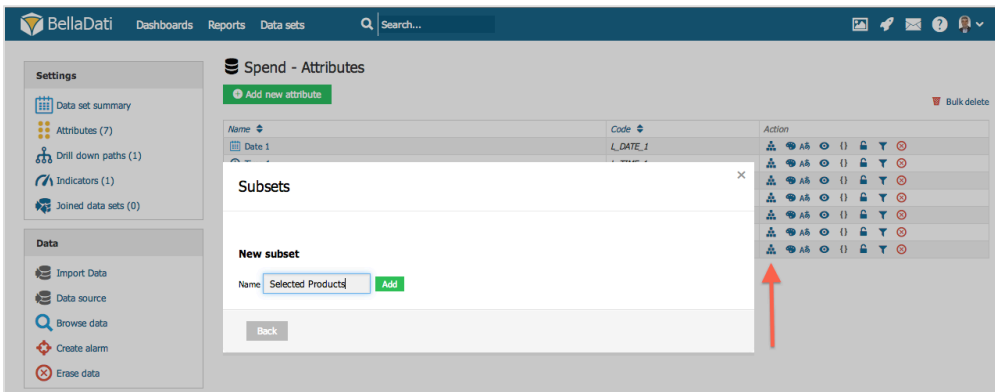 BellaDati Dashboards Reports Data sets Search...
Settings
Data set summary
Attributes (7)
Drill down paths (1)
Indicators (1)
Joined data sets (0)
Data
Import Data
Data source
Browse data
Create alarm
Erase data
Spend - Attributes
Add new attribute
Bulk delete
Name Code Action
Date 1 L_DATE_1
Subsets
New subset
Name Selected Products Add
Back